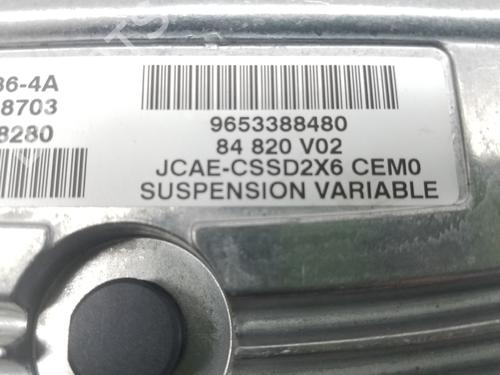 36-4A
8703
8280
9653388480
84 820 V02
JCAE-CSSD2X6 CEM0
SUSPENSION VARIABLE